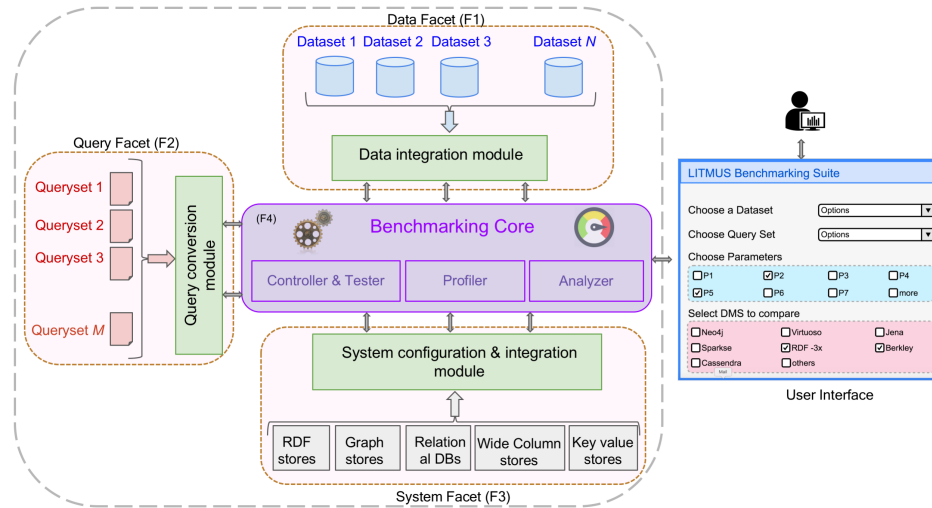 Data Facet (F1)
Dataset 1 Dataset 2 Dataset 3 Dataset N
Data integration module
Query Facet (F2)
Queryset 1
Queryset 2
Queryset 3
Queryset M
Query conversion
module
(F4)
Benchmarking Core
Controller & Tester Profiler Analyzer
System configuration & integration
module
RDF
stores
Graph
stores
Relation
al DBs
Wide Column
stores
Key value
stores
System Facet (F3)
LITMUS Benchmarking Suite
Choose a Dataset Options
Choose Query Set Options
Choose Parameters
P1 P2 P3 P4
P5 P6 P7 more
Select DMS to compare
Neo4j Virtuoso Jena
Sparkse RDF -3x Berkley
Cassendra others
User Interface